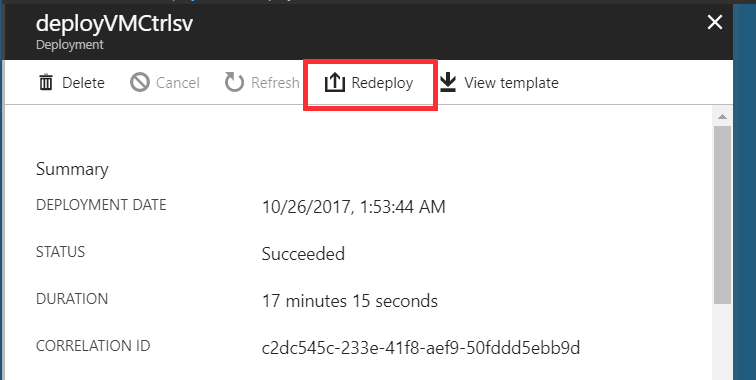 deployVMCtrlsv
Deployment
Delete Cancel Refresh Redeploy View template
Summary
DEPLOYMENT DATE 10/26/2017, 1:53:44 AM
STATUS Succeeded
DURATION 17 minutes 15 seconds
CORRELATION ID c2dc545c-233e-41f8-aef9-50fddd5ebb9d